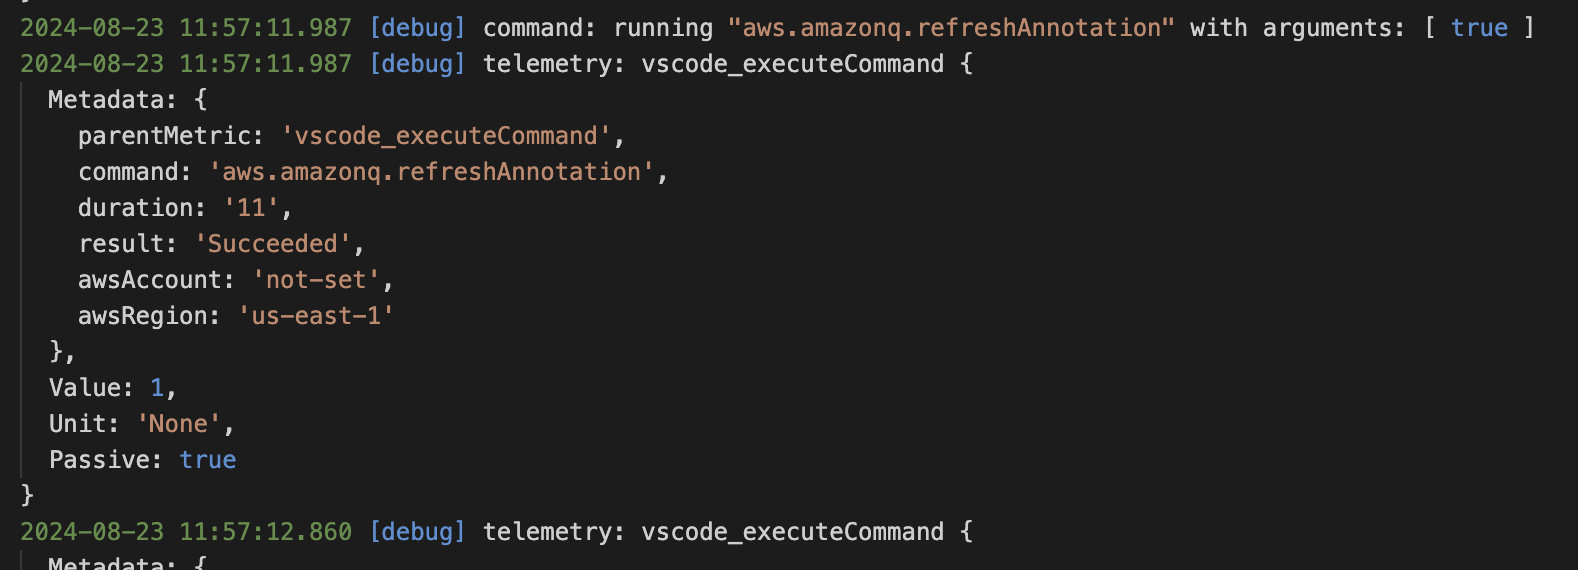 2024-08-23 11:57:11.987 [debug] command: running "aws.amazonq.refreshAnnotation" with arguments: [ true ]
2024-08-23 11:57:11.987 [debug] telemetry: vscode_executeCommand {
  Metadata: {
    parentMetric: 'vscode_executeCommand',
    command: 'aws.amazonq.refreshAnnotation',
    duration: '11',
    result: 'Succeeded',
    awsAccount: 'not-set',
    awsRegion: 'us-east-1'
  },
  Value: 1,
  Unit: 'None',
  Passive: true
}
2024-08-23 11:57:12.860 [debug] telemetry: vscode_executeCommand {
  Metadata: {